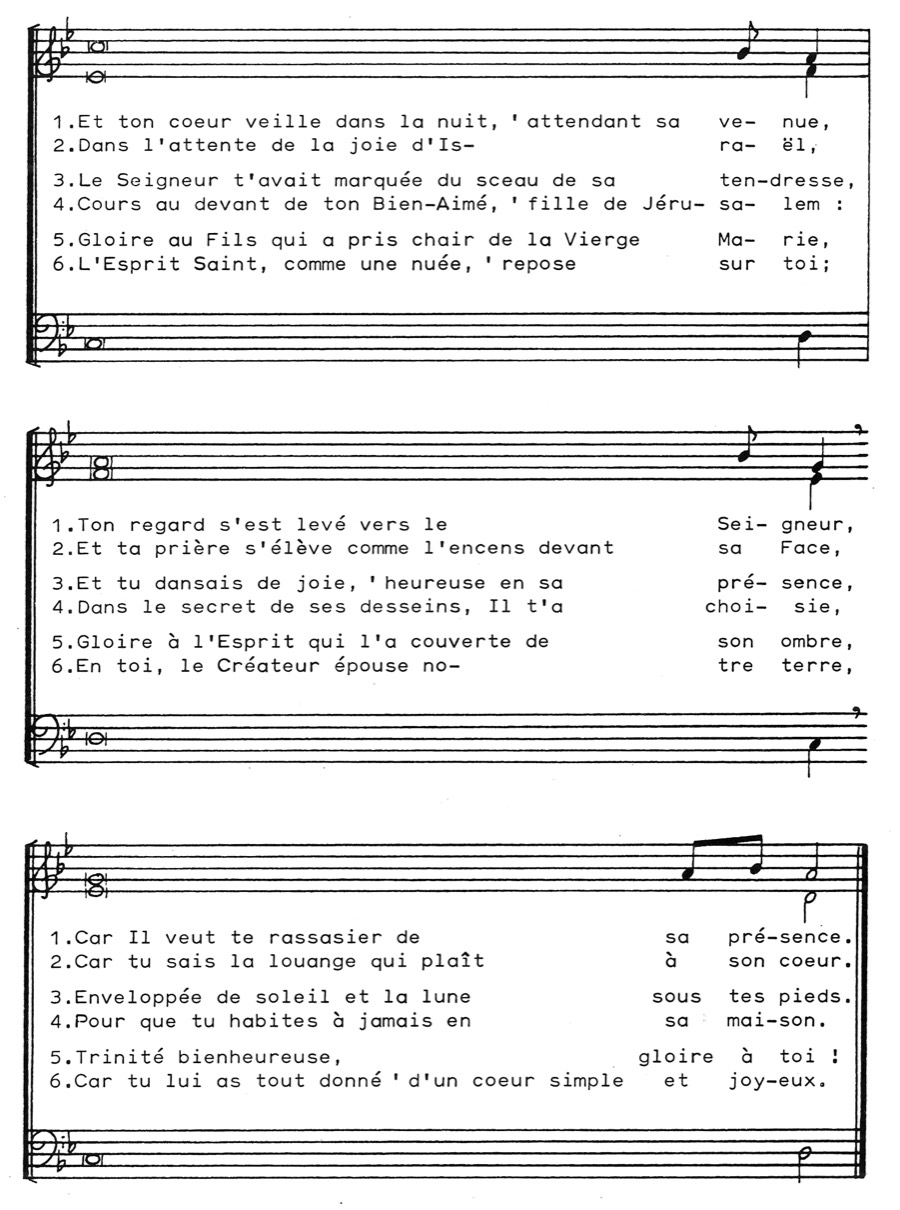 1.Et ton coeur veille dans la nuit, ' attendant sa ve- nue,
2.Dans l'attente de la joie d'Is- ra- ël,
3.Le Seigneur t'avait marquée du sceau de sa ten-dresse,
4.Cours au devant de ton Bien-Aimé, ' fille de Jéru- sa- lem :
5.Gloire au Fils qui a pris chair de la Vierge Ma- rie,
6.L'Esprit Saint, comme une nuée, ' repose sur toi;
1.Ton regard s'est levé vers le Sei- gneur,
2.Et ta prière s'élève comme l'encens devant sa Face,
3.Et tu dansais de joie, ' heureuse en sa pré- sence,
4.Dans le secret de ses desseins, Il t'a choi- sie,
5.Gloire à l'Esprit qui l'a couverte de son ombre,
6.En toi, le Créateur épouse no- tre terre,
1.Car Il veut te rassasier de sa pré-sence.
2.Car tu sais la louange qui plaît à son coeur.
3.Enveloppée de soleil et la lune sous tes pieds.
4.Pour que tu habites à jamais en sa mai-son.
5.Trinité bienheureuse, gloire à toi !
6.Car tu lui as tout donné ' d'un coeur simple et joy-eux.